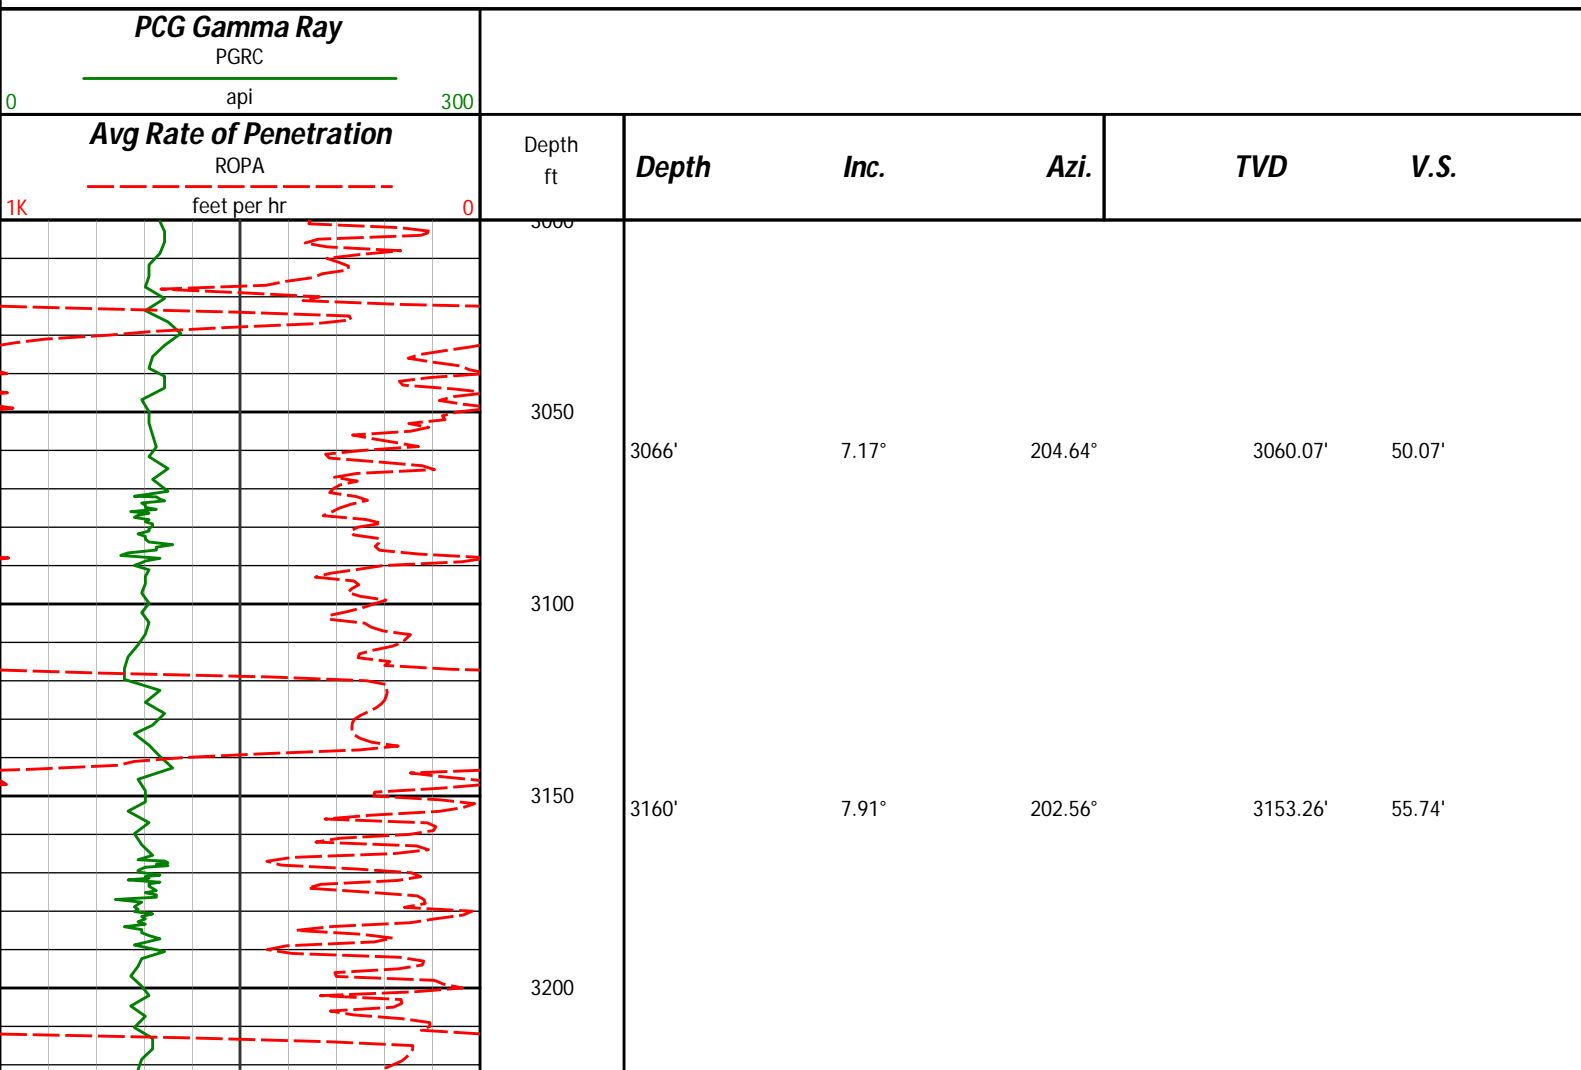 PCG Gamma Ray
PGRC
api
0 300
Avg Rate of Penetration
ROPA
feet per hr
1K 0
Depth
ft
Depth Inc. Azi. TVD V.S.
3000
3050
3066' 7.17° 204.64° 3060.07' 50.07'
3100
3150
3160' 7.91° 202.56° 3153.26' 55.74'
3200